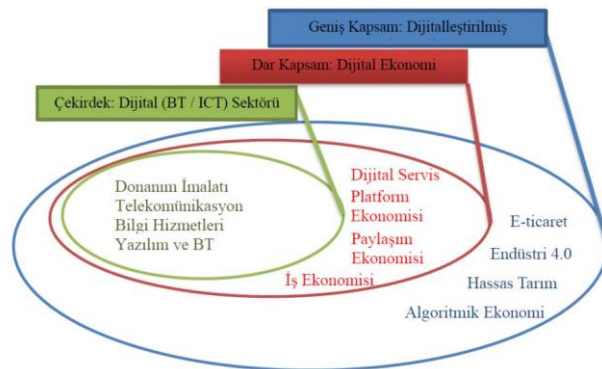 Geniş Kapsam: Dijitalleştirilmiş
Dar Kapsam: Dijital Ekonomi
Çekirdek: Dijital (BT / ICT) Sektörü
Donanım İmalatı
Telekomünikasyon
Bilgi Hizmetleri
Yazılım ve BT
Dijital Servis
Platform
Ekonomisi
Paylaşım
Ekonomisi
İş Ekonomisi
E-ticaret
Endüstri 4.0
Hassas Tarım
Algoritmik Ekonomi